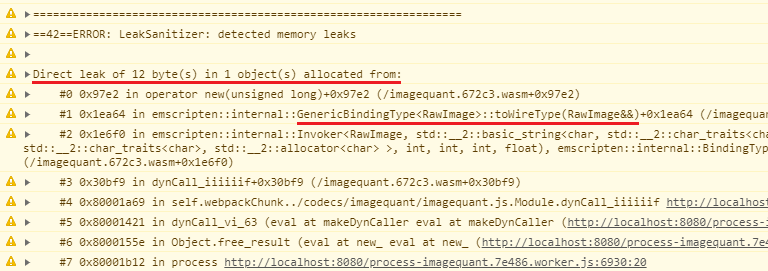 =================================================================
==42==ERROR: LeakSanitizer: detected memory leaks
Direct leak of 12 byte(s) in 1 object(s) allocated from:
#0 0x97e2 in operator new(unsigned long)+0x97e2 (/imagequant.672c3.wasm+0x97e2)
#1 0x1ea64 in emscripten::internal::GenericBindingType<RawImage>::toWireType(RawImage&&)+0x1ea64 (/imagequant.672c3.wasm+0x1ea64)
#2 0x1e6f0 in emscripten::internal::Invoker<RawImage, std::__2::basic_string<char, std::__2::char_traits<char>,
std::__2::char_traits<char>, std::__2::allocator<char> >, int, int, int, float), emscripten::internal::BindingType
(/imagequant.672c3.wasm+0x1e6f0)
#3 0x30bf9 in dynCall_iiiiiif+0x30bf9 (/imagequant.672c3.wasm+0x30bf9)
#4 0x80001a69 in self.webpackChunk../codecs/imagequant/imagequant.js.Module.dynCall_iiiiiif http://localhost
#5 0x80001421 in dynCall_vi_63 (eval at makeDynCaller eval at makeDynCaller (http://localhost:8080/process-im
#6 0x8000155e in Object.free_result (eval at new_ eval at new_ (http://localhost:8080/process-imagequant.7e4
#7 0x80001b12 in process http://localhost:8080/process-imagequant.7e486.worker.js:6930:20